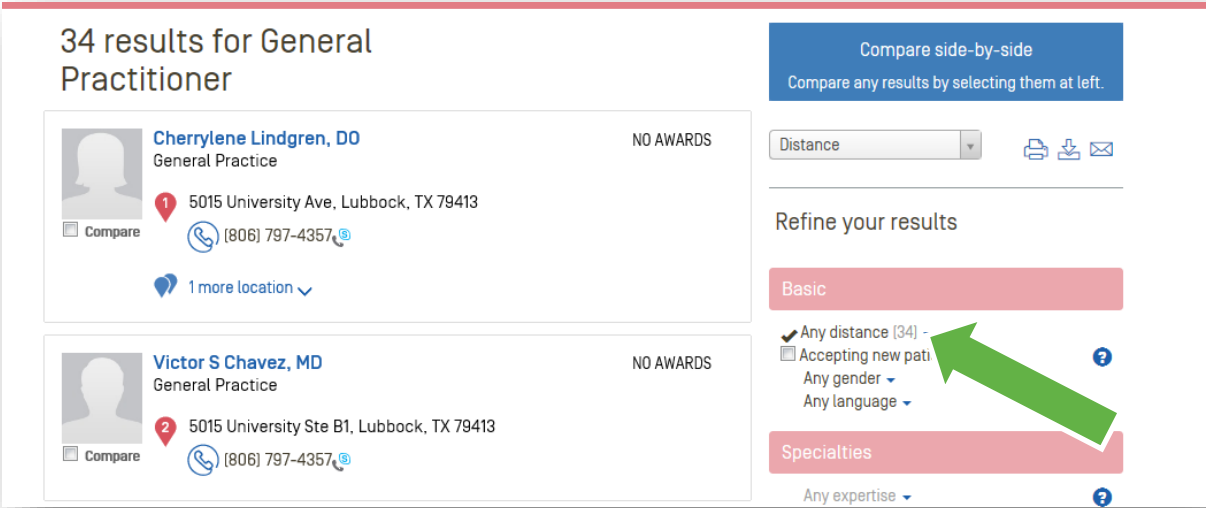 34 results for General
Practitioner
Cherrylene Lindgren, DO
NO AWARDS
General Practice
1
5015 University Ave, Lubbock, TX 79413
Compare
(806) 797-4357
S
1 more location
Victor S Chavez, MD
NO AWARDS
General Practice
2
5015 University Ste B1, Lubbock, TX 79413
Compare
(806) 797-4357
S
Compare side-by-side
Compare any results by selecting them at left.
Distance
Refine your results
Basic
Any distance (34)
Accepting new pati
?
Any gender
Any language
Specialties
Any expertise
?